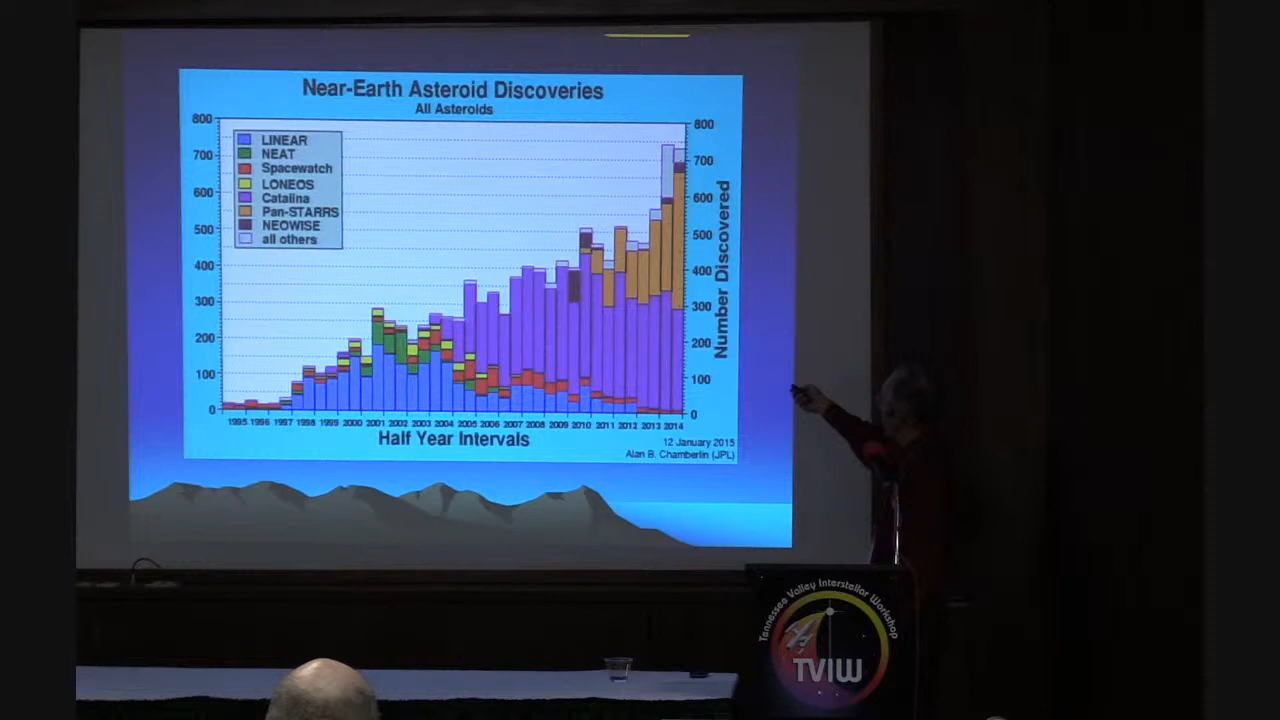 Near-Earth Asteroid Discoveries
All Asteroids
800
700
600
500
400
300
200
100
0
LINEAR
NEAT
Spacewatch
LONEOS
Catalina
Pan-STARRS
NEOWISE
all others
800
700
600
500
400
300
200
100
0
Number Discovered
1995 1996 1997 1998 1999 2000 2001 2002 2003 2004 2005 2006 2007 2008 2009 2010 2011 2012 2013 2014
Half Year Intervals
12 January 2015
Alan B. Chamberlin (JPL)
Tennessee Valley Interstellar Workshop
TVIW